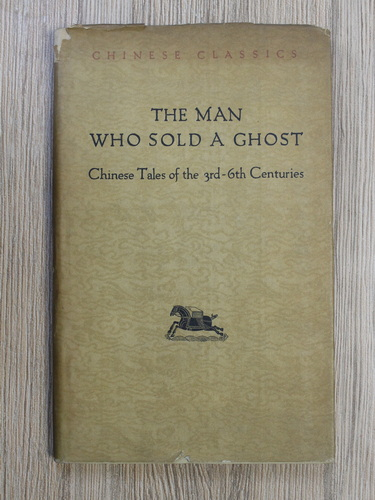 CHINESE CLASSICS
THE MAN
WHO SOLD A GHOST
Chinese Tales of the 3rd-6th Centuries